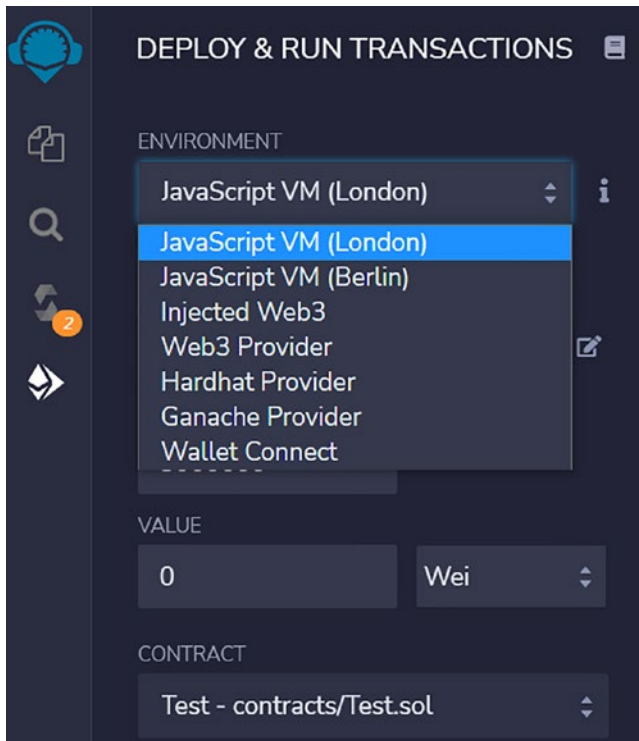 DEPLOY & RUN TRANSACTIONS
ENVIRONMENT
JavaScript VM (London)
JavaScript VM (London)
JavaScript VM (Berlin)
Injected Web3
Web3 Provider
Hardhat Provider
Ganache Provider
Wallet Connect
2
VALUE
0 Wei
CONTRACT
Test - contracts/Test.sol